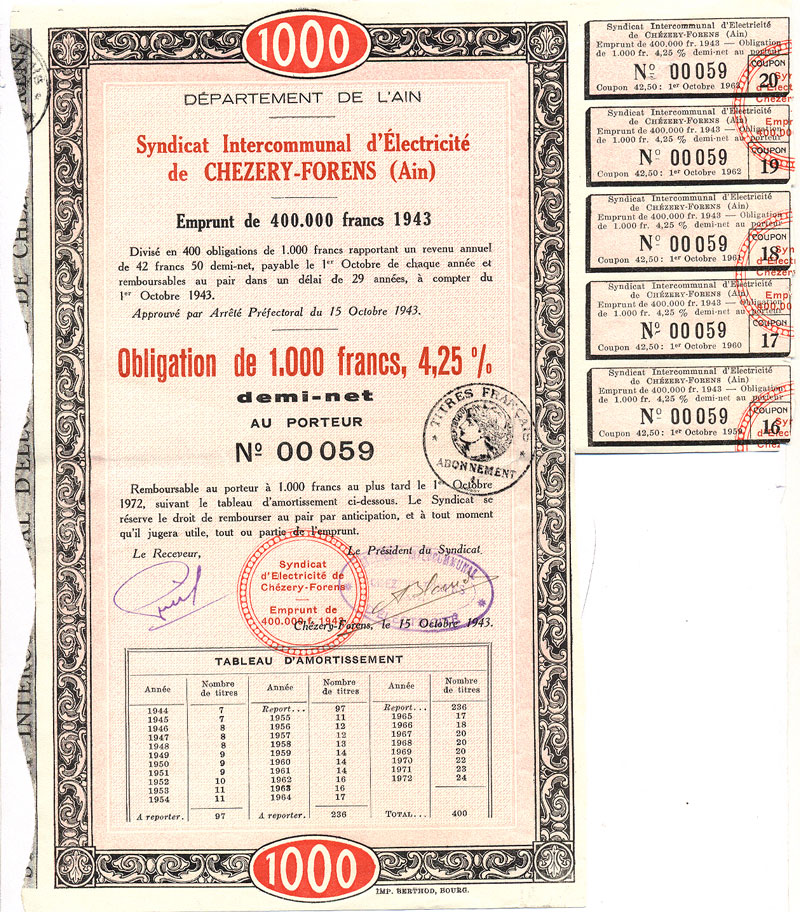 1000
DÉPARTEMENT DE L'AIN
Syndicat Intercommunal d'Électricité
de CHEZERY-FORENS (Ain)
Emprunt de 400.000 francs 1943
Divisé en 400 obligations de 1.000 francs rapportant un revenu annuel
de 42 francs 50 demi-net, payable le 1er Octobre de chaque année et
remboursables au pair dans un délai de 29 années, à compter du
1er Octobre 1943.
Approuvé par Arrêté Préfectoral du 15 Octobre 1943.
Obligation de 1.000 francs, 4,25 %
demi-net
AU PORTEUR
Nº 00059
TITRES FRANÇAIS
ABONNEMENT
Remboursable au porteur à 1.000 francs au plus tard le 1er Octobre
1972, suivant le tableau d'amortissement ci-dessous. Le Syndicat se
réserve le droit de rembourser au pair par anticipation, et à tout moment
qu'il jugera utile, tout ou partie de l'emprunt.
Le Receveur, Le Président du Syndicat,
Syndicat
d'Electricité de
Chézery-Forens
Emprunt de
400.000 f. 1943
Chézery-Forens, le 15 Octobre 1943.
TABLEAU D'AMORTISSEMENT
Année Nombre de titres Année Nombre de titres Année Nombre de titres
1944 7 Report... 97 Report... 236
1945 7 1955 11 1965 17
1946 8 1956 12 1966 18
1947 8 1957 12 1967 20
1948 8 1958 13 1968 20
1949 9 1959 14 1969 20
1950 9 1960 14 1970 22
1951 9 1961 14 1971 23
1952 10 1962 16 1972 24
1953 11 1963 16
1954 11 1964 17
A reporter. 97 A reporter. 236 TOTAL... 400
1000
IMP. BERTHOD, BOURG.
Syndicat Intercommunal d'Electricité
de CHÉZERY-FORENS (Ain)
Emprunt de 400.000 fr. 1943 — Obligation
de 1.000 fr. 4,25 % demi-net au porteur
Nº 00059
Coupon 42,50 : 1er Octobre 1963
COUPON
20
Syndicat Intercommunal d'Electricité
de CHÉZERY-FORENS (Ain)
Emprunt de 400.000 fr. 1943 — Obligation
de 1.000 fr. 4,25 % demi-net au porteur
Nº 00059
Coupon 42,50 : 1er Octobre 1962
COUPON
19
Syndicat Intercommunal d'Electricité
de CHÉZERY-FORENS (Ain)
Emprunt de 400.000 fr. 1943 — Obligation
de 1.000 fr. 4,25 % demi-net au porteur
Nº 00059
Coupon 42,50 : 1er Octobre 1961
COUPON
18
Syndicat Intercommunal d'Electricité
de CHÉZERY-FORENS (Ain)
Emprunt de 400.000 fr. 1943 — Obligation
de 1.000 fr. 4,25 % demi-net au porteur
Nº 00059
Coupon 42,50 : 1er Octobre 1960
COUPON
17
Syndicat Intercommunal d'Electricité
de CHÉZERY-FORENS (Ain)
Emprunt de 400.000 fr. 1943 — Obligation
de 1.000 fr. 4,25 % demi-net au porteur
Nº 00059
Coupon 42,50 : 1er Octobre 1959
COUPON
16